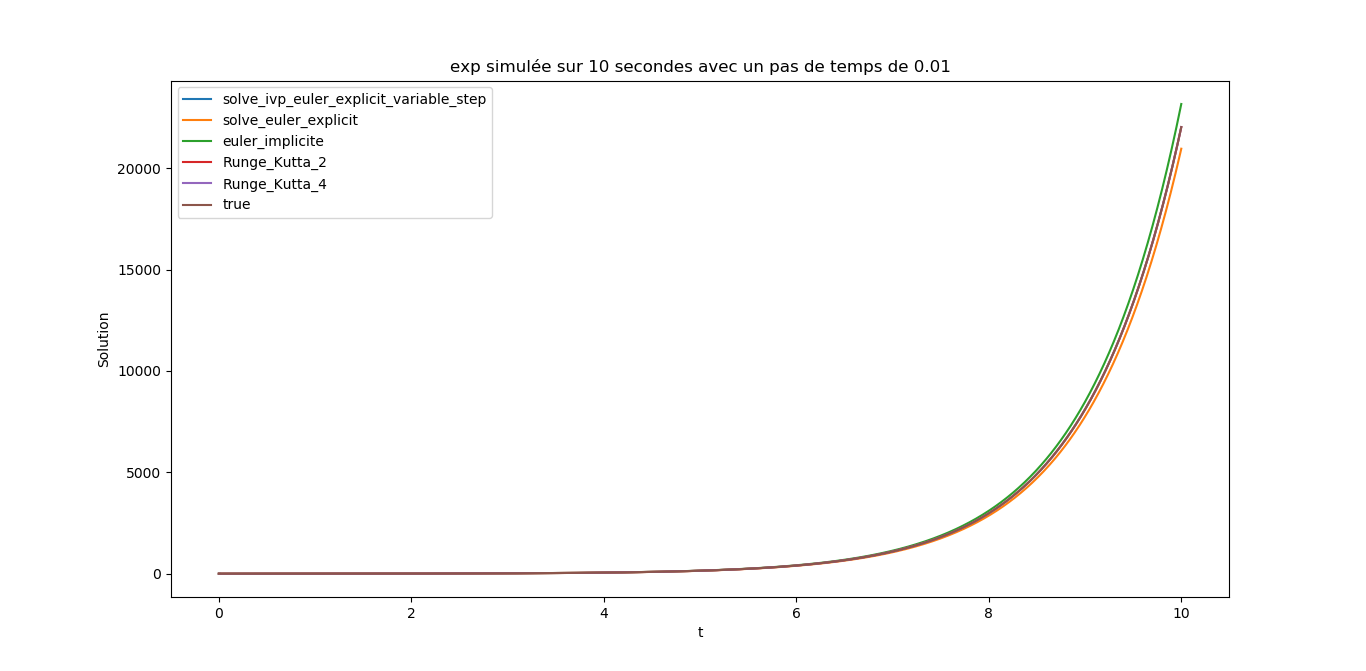 exp simulée sur 10 secondes avec un pas de temps de 0.01
solve_ivp_euler_explicit_variable_step
solve_euler_explicit
euler_implicite
Runge_Kutta_2
Runge_Kutta_4
true
Solution
20000
15000
10000
5000
0
0 2 4 6 8 10
t